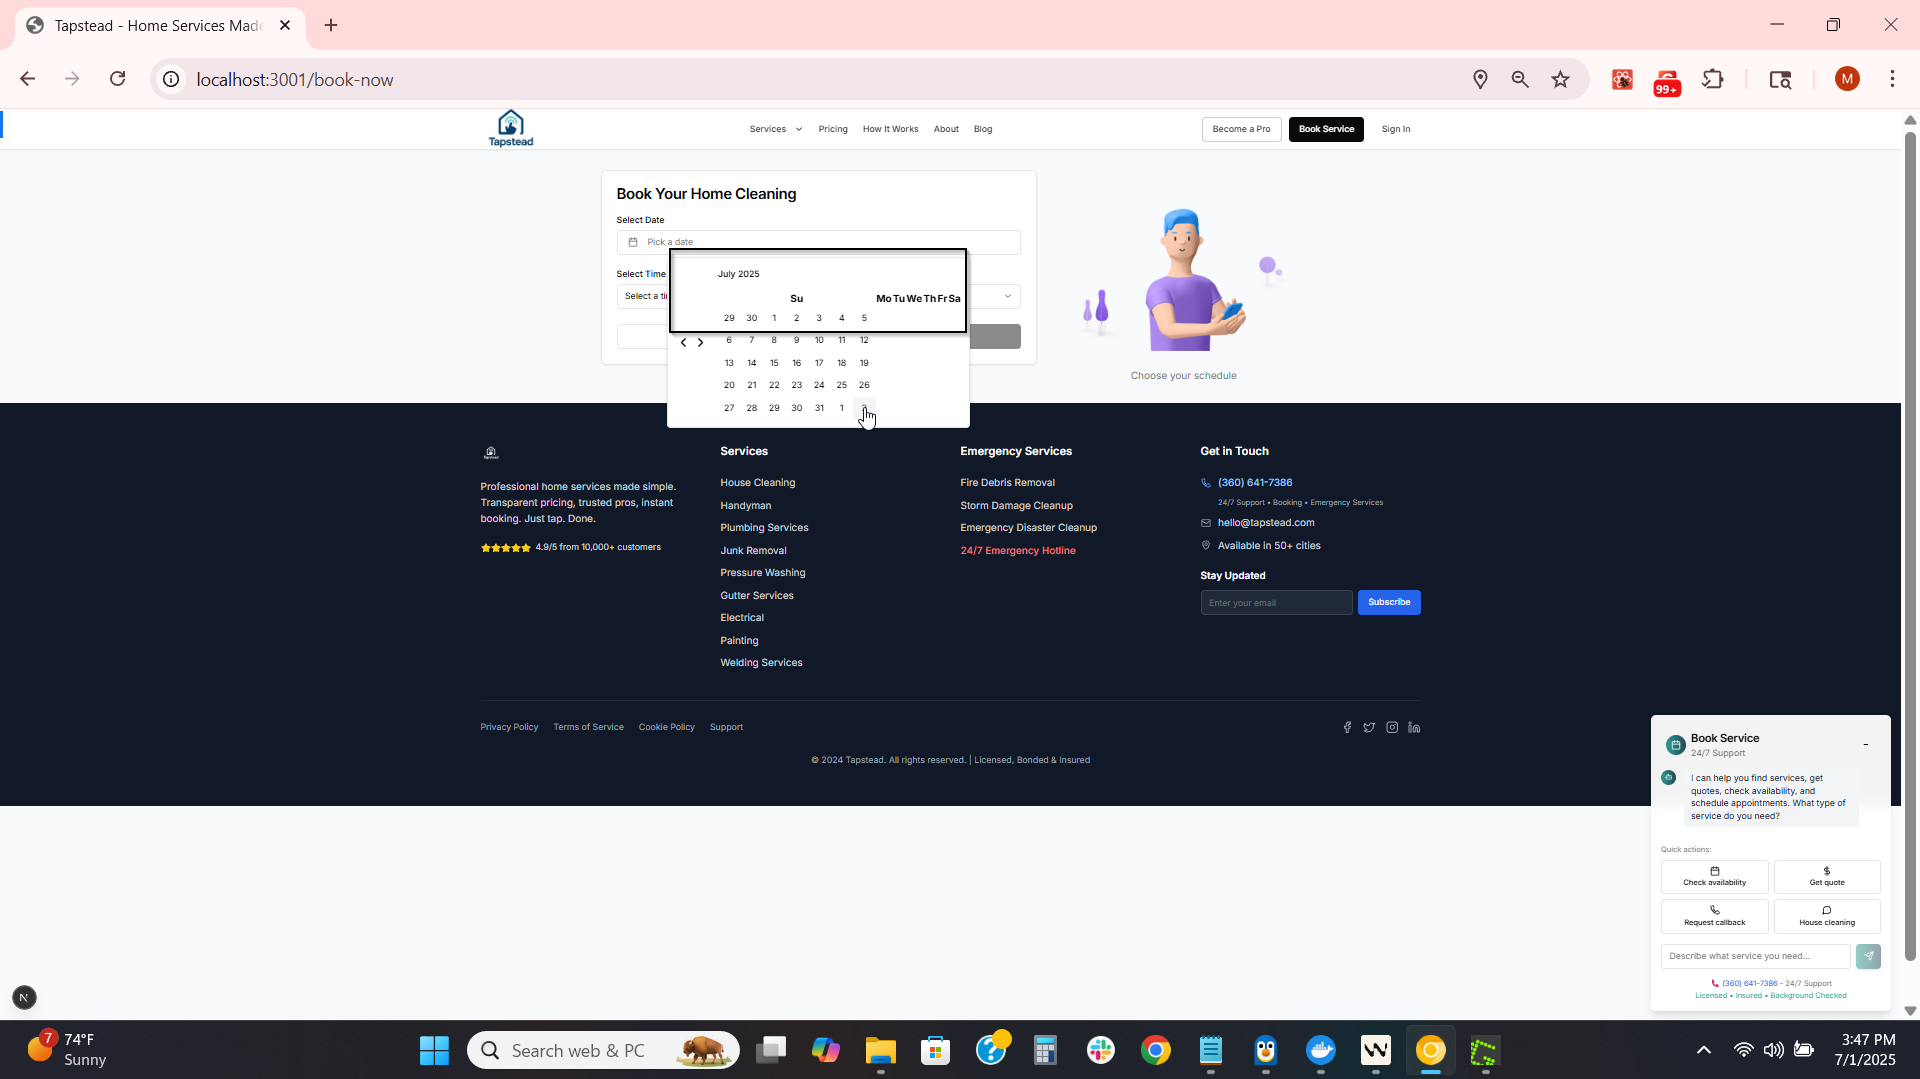 Tapstead - Home Services Made
localhost:3001/book-now
99+
M
Tapstead
Services
Pricing
How It Works
About
Blog
Become a Pro
Book Service
Sign In
Book Your Home Cleaning
Select Date
Pick a date
Select Time
July 2025
Su Mo Tu We Th Fr Sa
29 30 1 2 3 4 5
6 7 8 9 10 11 12
13 14 15 16 17 18 19
20 21 22 23 24 25 26
27 28 29 30 31 1
Choose your schedule
Professional home services made simple.
Transparent pricing, trusted pros, instant
booking. Just tap. Done.
4.9/5 from 10,000+ customers
Services
House Cleaning
Handyman
Plumbing Services
Junk Removal
Pressure Washing
Gutter Services
Electrical
Painting
Welding Services
Emergency Services
Fire Debris Removal
Storm Damage Cleanup
Emergency Disaster Cleanup
24/7 Emergency Hotline
Get in Touch
(360) 641-7386
24/7 Support • Booking • Emergency Services
hello@tapstead.com
Available in 50+ cities
Stay Updated
Enter your email
Subscribe
Privacy Policy
Terms of Service
Cookie Policy
Support
© 2024 Tapstead. All rights reserved. | Licensed, Bonded & Insured
Book Service
24/7 Support
-
I can help you find services, get
quotes, check availability, and
schedule appointments. What type of
service do you need?
Quick actions:
Check availability
Get quote
Request callback
House cleaning
Describe what service you need...
(360) 641-7386 - 24/7 Support
Licensed • Insured • Background Checked
N
7
74°F
Sunny
Search web & PC
3:47 PM
7/1/2025